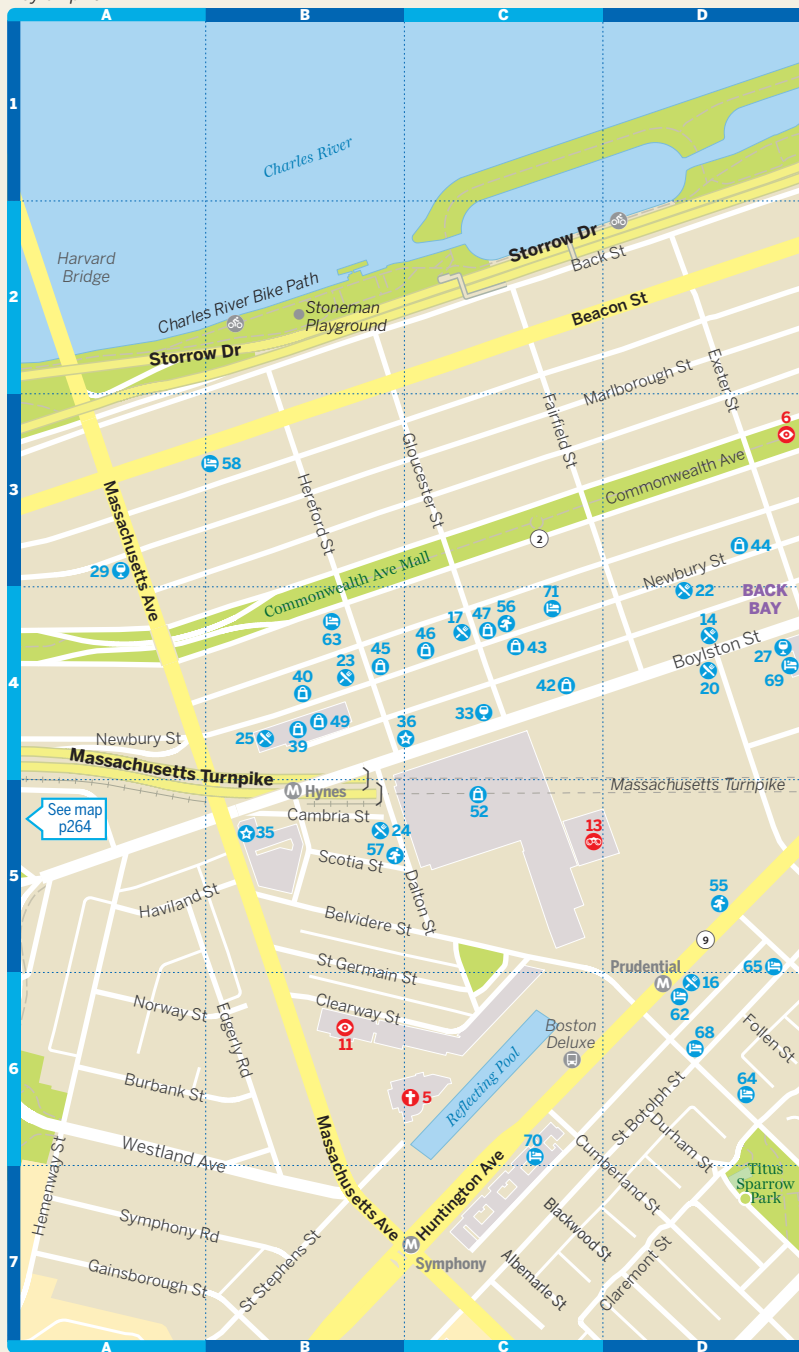 A B C D
1
Charles River
Storrow Dr
Back St
Harvard
Bridge
2
Charles River Bike Path
Stoneman
Playground
Storrow Dr
Beacon St
Marlborough St
Exeter St
6
Fairfield St
Gloucester St
58
3
Hereford St
Commonwealth Ave
Massachusetts Ave
2
44
29
Commonwealth Ave Mall
Newbury St
22
BACK
BAY
71
56
47
17
63
46
45
43
14
Boylston St
27
69
20
23
40
42
4
33
36
49
39
25
Newbury St
Massachusetts Turnpike
Hynes
Massachusetts Turnpike
See map
p264
52
Cambria St
35
24
57
13
Scotia St
5
Dalton St
55
Haviland St
Belvidere St
9
St Germain St
Prudential
65
16
62
Norway St
Edgerly Rd
Clearway St
11
Boston
Deluxe
68
Follen St
6
Reflecting Pool
64
Burbank St
5
St Botolph St
Durham St
Westland Ave
Massachusetts Ave
70
Cumberland St
Titus
Sparrow
Park
Hemenway St
Huntington Ave
Blackwood St
Symphony Rd
7
Symphony
Claremont St
Albemarle St
Gainsborough St
St Stephens St
A B C D